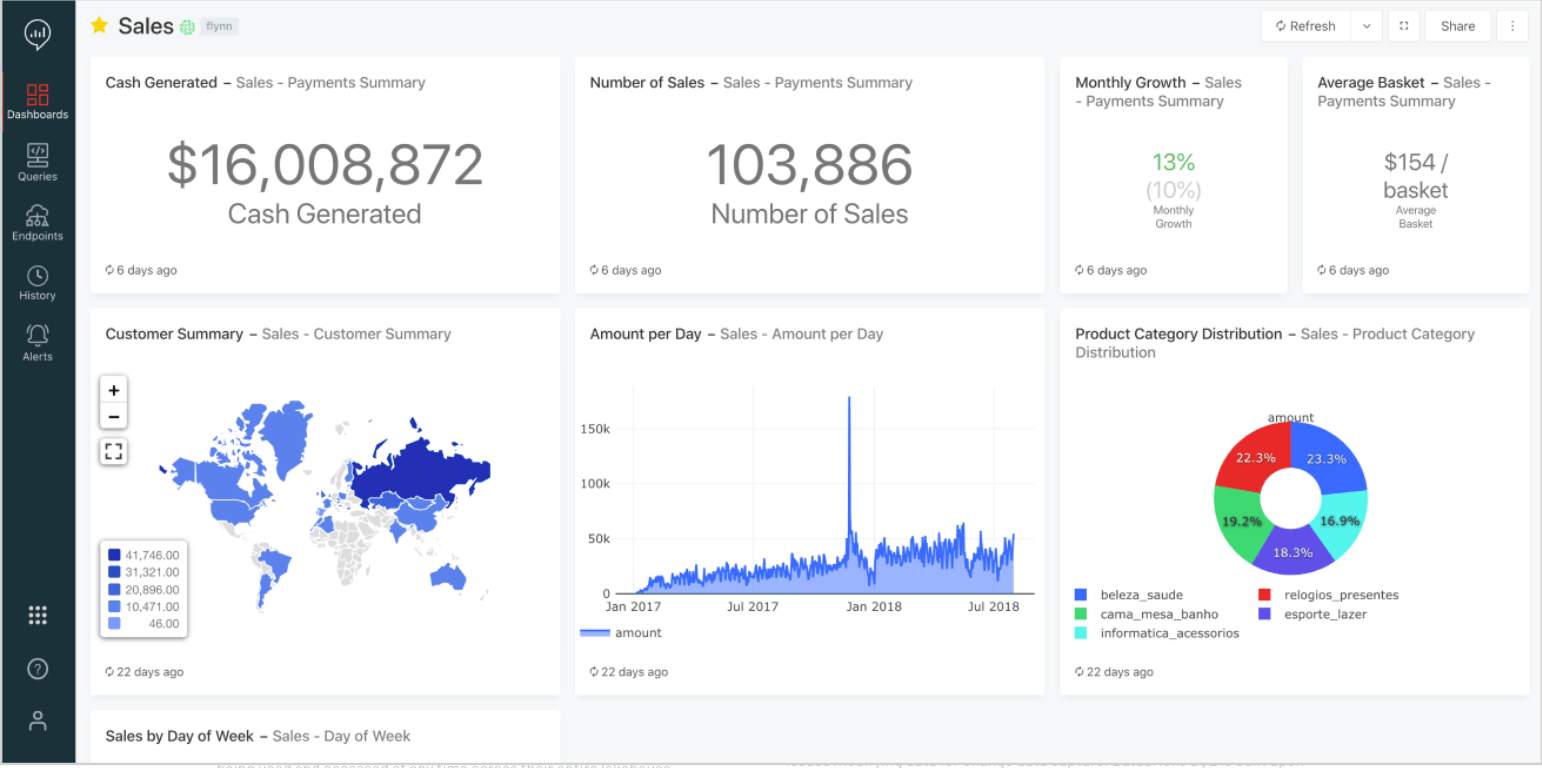 Sales flynn
Refresh Share
Dashboards
Queries
Endpoints
History
Alerts
Cash Generated – Sales - Payments Summary
$16,008,872
Cash Generated
6 days ago
Number of Sales – Sales - Payments Summary
103,886
Number of Sales
6 days ago
Monthly Growth – Sales
- Payments Summary
13%
(10%)
Monthly
Growth
6 days ago
Average Basket – Sales -
Payments Summary
$154 /
basket
Average
Basket
6 days ago
Customer Summary – Sales - Customer Summary
+
−
41,746.00
31,321.00
20,896.00
10,471.00
46.00
22 days ago
Amount per Day – Sales - Amount per Day
150k
100k
50k
0
Jan 2017 Jul 2017 Jan 2018 Jul 2018
amount
22 days ago
Product Category Distribution – Sales - Product Category
Distribution
amount
22.3% 23.3%
19.2% 16.9%
18.3%
beleza_saude relogios_presentes
cama_mesa_banho esporte_lazer
informatica_acessorios
22 days ago
Sales by Day of Week – Sales - Day of Week